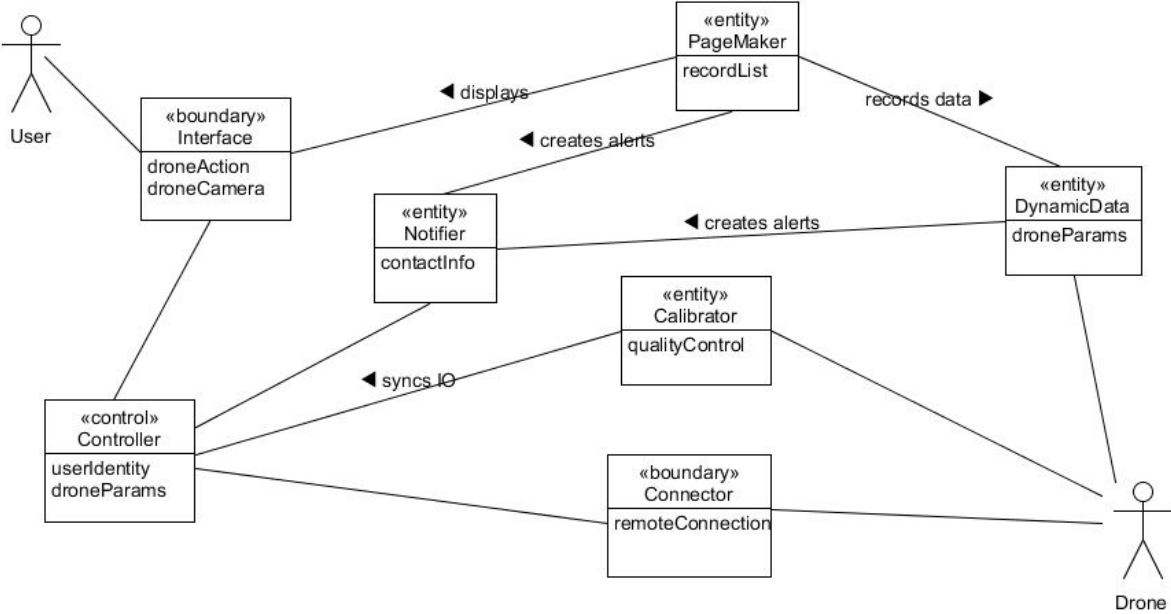 «entity»
PageMaker
recordList
User
«boundary»
Interface
droneAction
droneCamera
◀ displays
records data ▶
◀ creates alerts
«entity»
Notifier
contactInfo
◀ creates alerts
«entity»
DynamicData
droneParams
«entity»
Calibrator
qualityControl
◀ syncs IO
«control»
Controller
userIdentity
droneParams
«boundary»
Connector
remoteConnection
Drone